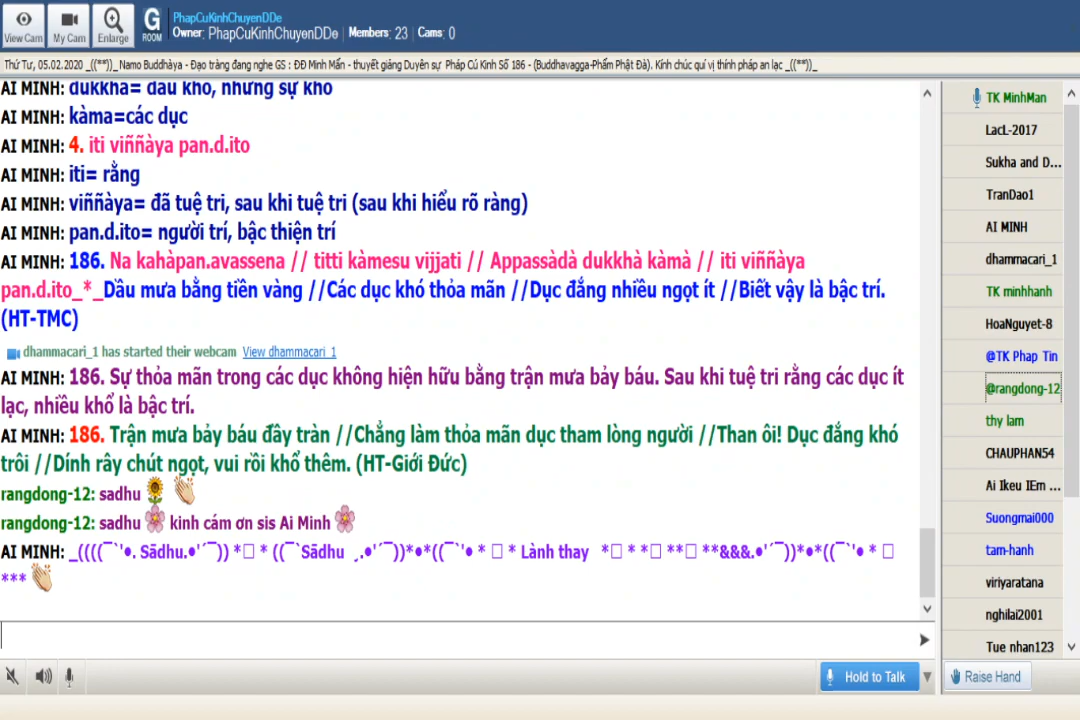 PhapCuKinhChuyenDDe
Owner: PhapCuKinhChuyenDDe | Members: 23 | Cams: 0
View Cam My Cam Enlarge G ROOM
Thứ Tư, 05.02.2020 _((**))_ Namo Buddhàya - Đạo tràng đang nghe GS : ĐĐ Minh Mẫn - thuyết giảng Duyên sự Pháp Cú Kinh Số 186 - (Buddhavagga-Phẩm Phật Đà). Kính chúc quí vị thính pháp an lạc _((**))_
AI MINH: dukkhà= đau khổ, những sự khổ
AI MINH: kàma=các dục
AI MINH: 4. iti viññàya pan.d.ito
AI MINH: iti= rằng
AI MINH: viññàya= đã tuệ tri, sau khi tuệ tri (sau khi hiểu rõ ràng)
AI MINH: pan.d.ito= người trí, bậc thiện trí
AI MINH: 186. Na kahàpan.avassena // titti kàmesu vijjati // Appassàdà dukkhà kàmà // iti viññàya
pan.d.ito_*_Dầu mưa bằng tiền vàng //Các dục khó thỏa mãn //Dục đắng nhiều ngọt ít //Biết vậy là bậc trí.
(HT-TMC)
dhammacari_1 has started their webcam View dhammacari_1
AI MINH: 186. Sự thỏa mãn trong các dục không hiện hữu bằng trận mưa bảy báu. Sau khi tuệ tri rằng các dục ít
lạc, nhiều khổ là bậc trí.
AI MINH: 186. Trận mưa bảy báu đầy tràn //Chẳng làm thỏa mãn dục tham lòng người //Than ôi! Dục đắng khó
trôi //Dính rây chút ngọt, vui rồi khổ thêm. (HT-Giới Đức)
rangdong-12: sadhu 🌻 👏
rangdong-12: sadhu 🌸 kinh cám ơn sis Ai Minh 🌸
AI MINH: _((((¯`'•. Sādhu.•'´¯)) *□ * ((¯`Sādhu ¸.•'´¯))*•*((¯`'• * □ * Lành thay *□ * *□ **□ **&&&.•'´¯))*•*((¯`'• * □
*** 👏
TK MinhMan
LacL-2017
Sukha and D...
TranDao1
AI MINH
dhammacari_1
TK minhhanh
HoaNguyet-8
@TK Phap Tin
@rangdong-12
thy lam
CHAUPHAN54
Ai Ikeu IEm ...
Suongmai000
tam-hanh
viriyaratana
nghilai2001
Tue nhan123
Hold to Talk
Raise Hand